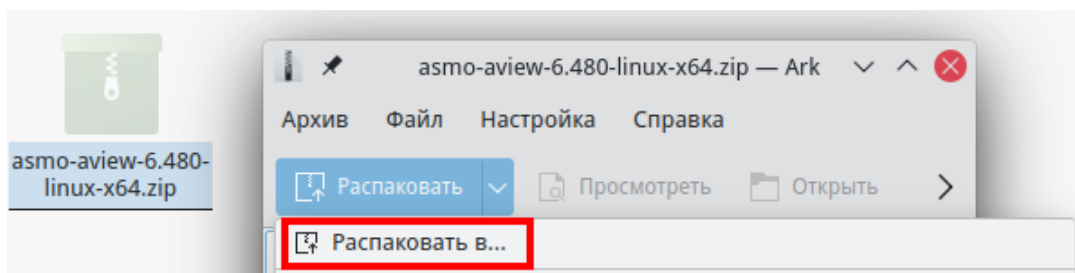 asmo-aview-6.480-linux-x64.zip — Ark
Архив Файл Настройка Справка
asmo-aview-6.480-
linux-x64.zip
Распаковать Просмотреть Открыть
Распаковать в...